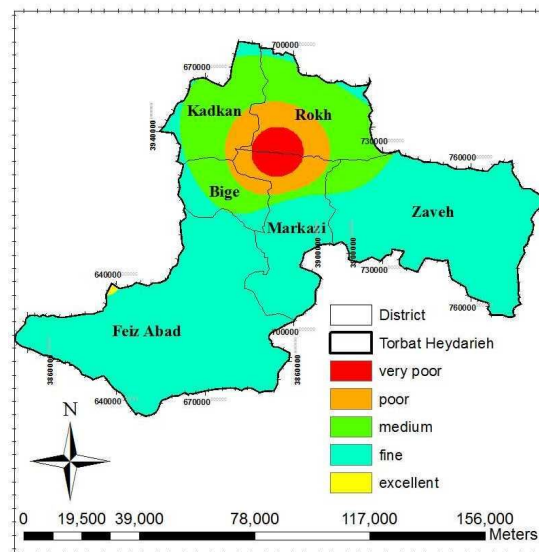 700000
670000
Kadkan
Rokh
3940000
730000
760000
Bige
Zaveh
Markazi
3900000
730000
640000
760000
Feiz Abad
3860000
640000
670000
District
Torbat Heydarieh
very poor
poor
medium
fine
excellent
N
0 19,500 39,000 78,000 117,000 156,000
Meters